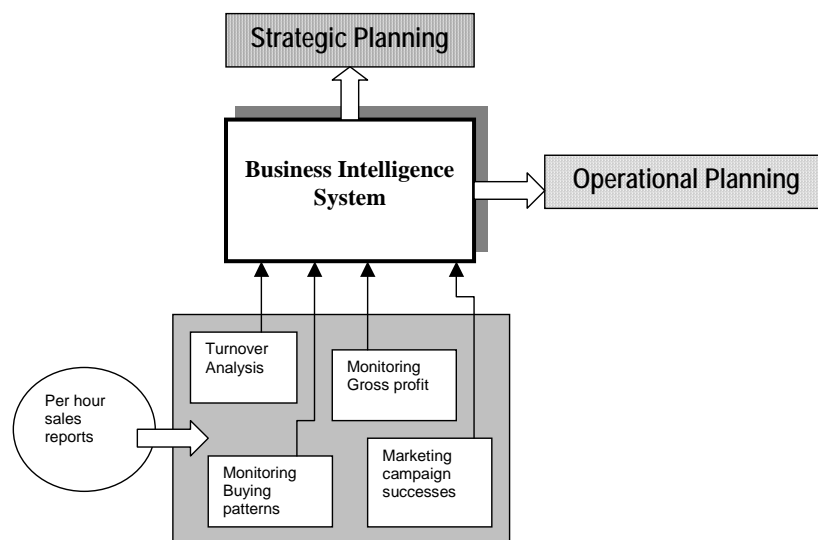 Strategic Planning
Business Intelligence
System
Operational Planning
Turnover
Analysis
Monitoring
Gross profit
Per hour
sales
reports
Monitoring
Buying
patterns
Marketing
campaign
successes